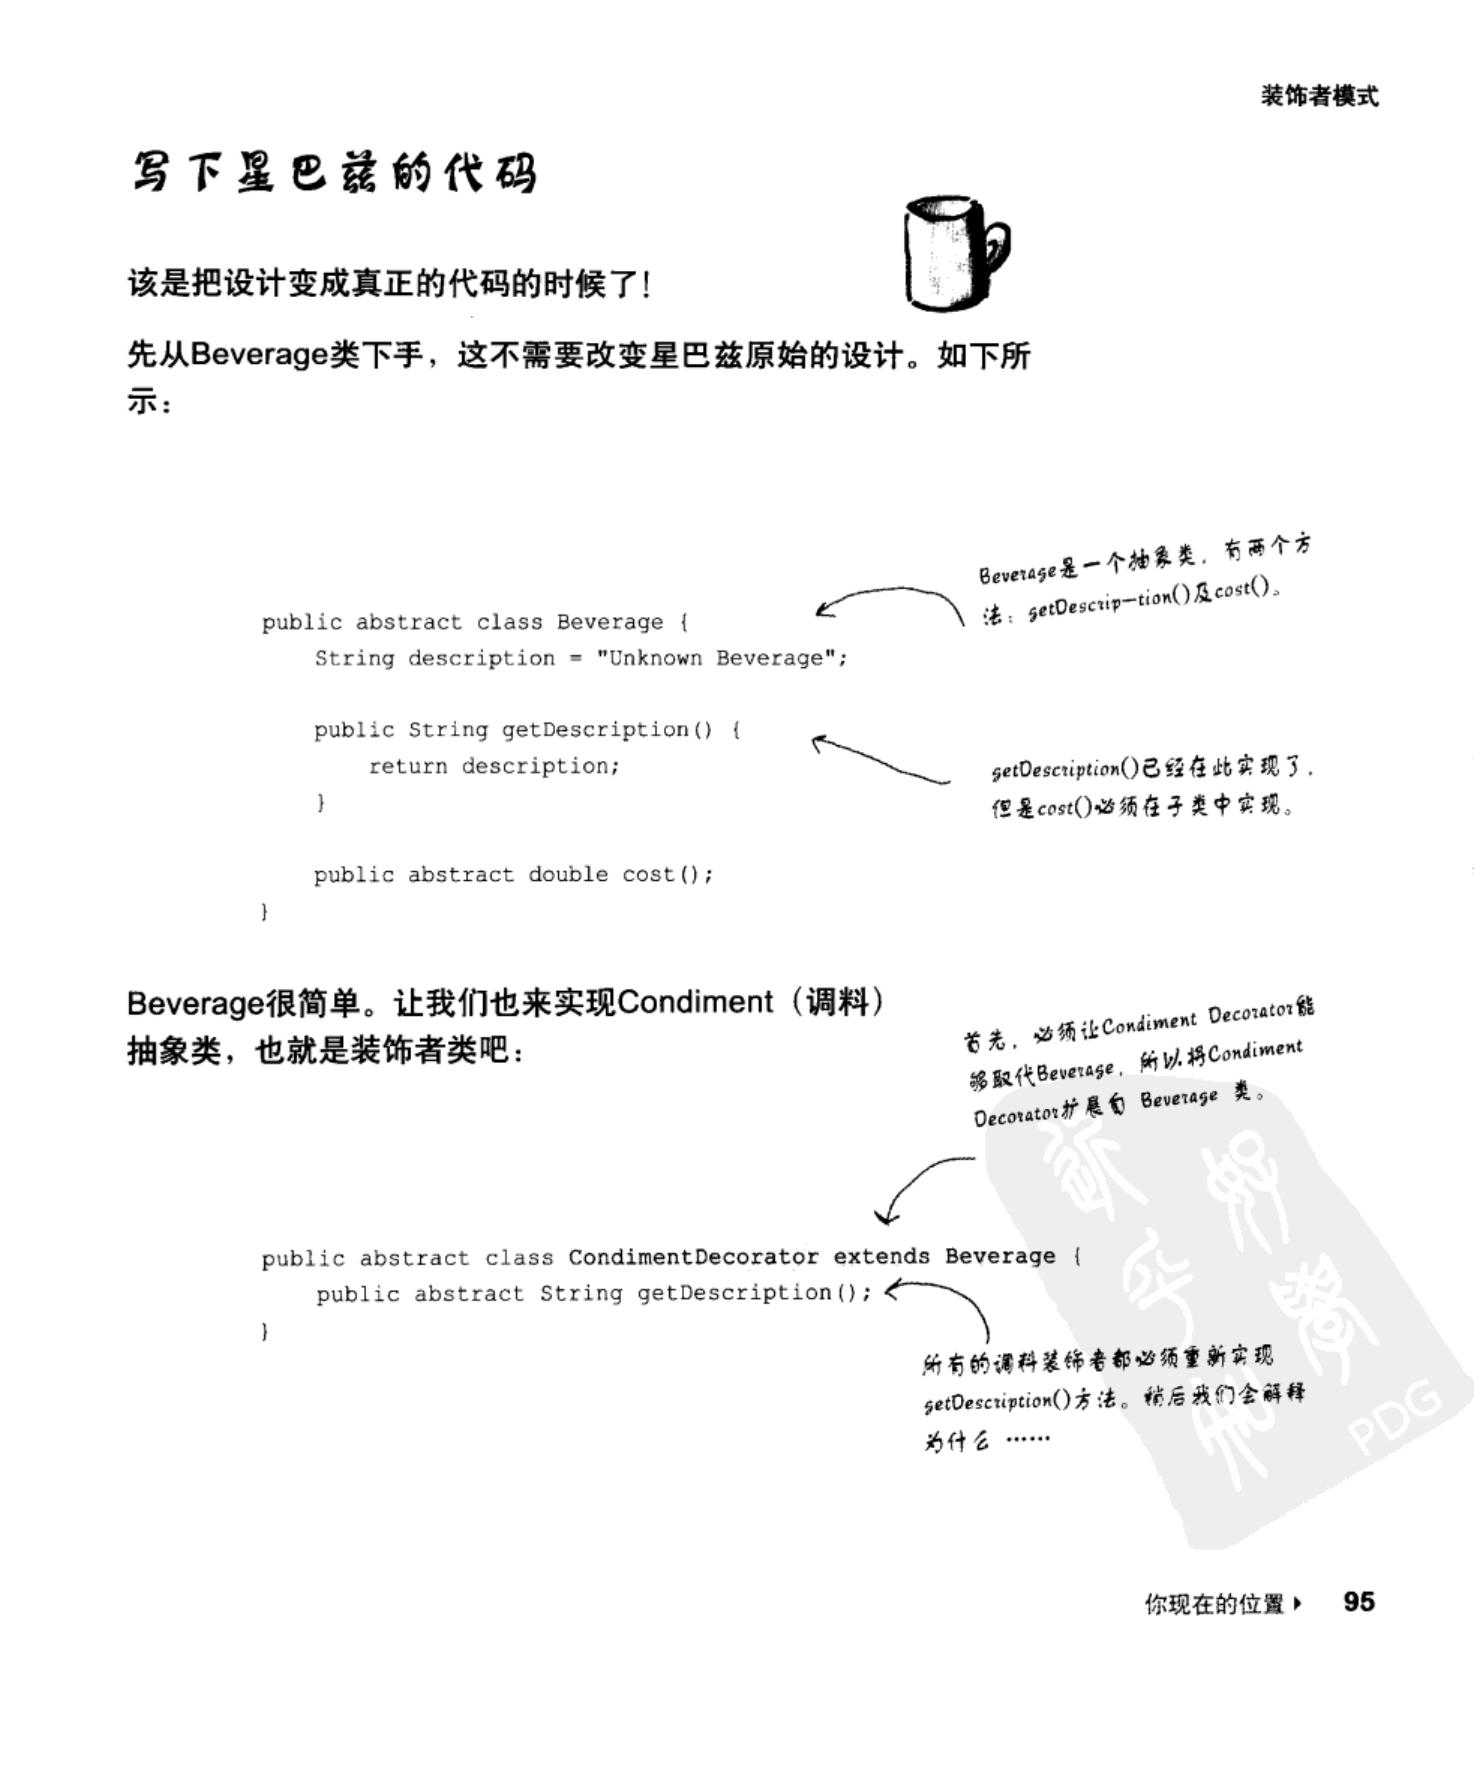 装饰者模式
写下星巴兹的代码
该是把设计变成真正的代码的时候了！
先从Beverage类下手，这不需要改变星巴兹原始的设计。如下所
示：
Beverage是一个抽象类，有两个方
法：getDescrip-tion()及cost()。
public abstract class Beverage {
String description = "Unknown Beverage";
public String getDescription() {
return description;
}
getDescription()已经在此实现了，
但是cost()必须在子类中实现。
public abstract double cost();
}
Beverage很简单。让我们也来实现Condiment（调料）
抽象类，也就是装饰者类吧：
首先，必须让Condiment Decorator能
够取代Beverage，所以将Condiment
Decorator扩展自 Beverage 类。
public abstract class CondimentDecorator extends Beverage {
public abstract String getDescription();
}
所有的调料装饰者都必须重新实现
getDescription()方法。稍后我们会解释
为什么 ……
PDG
你现在的位置 ▸ 95